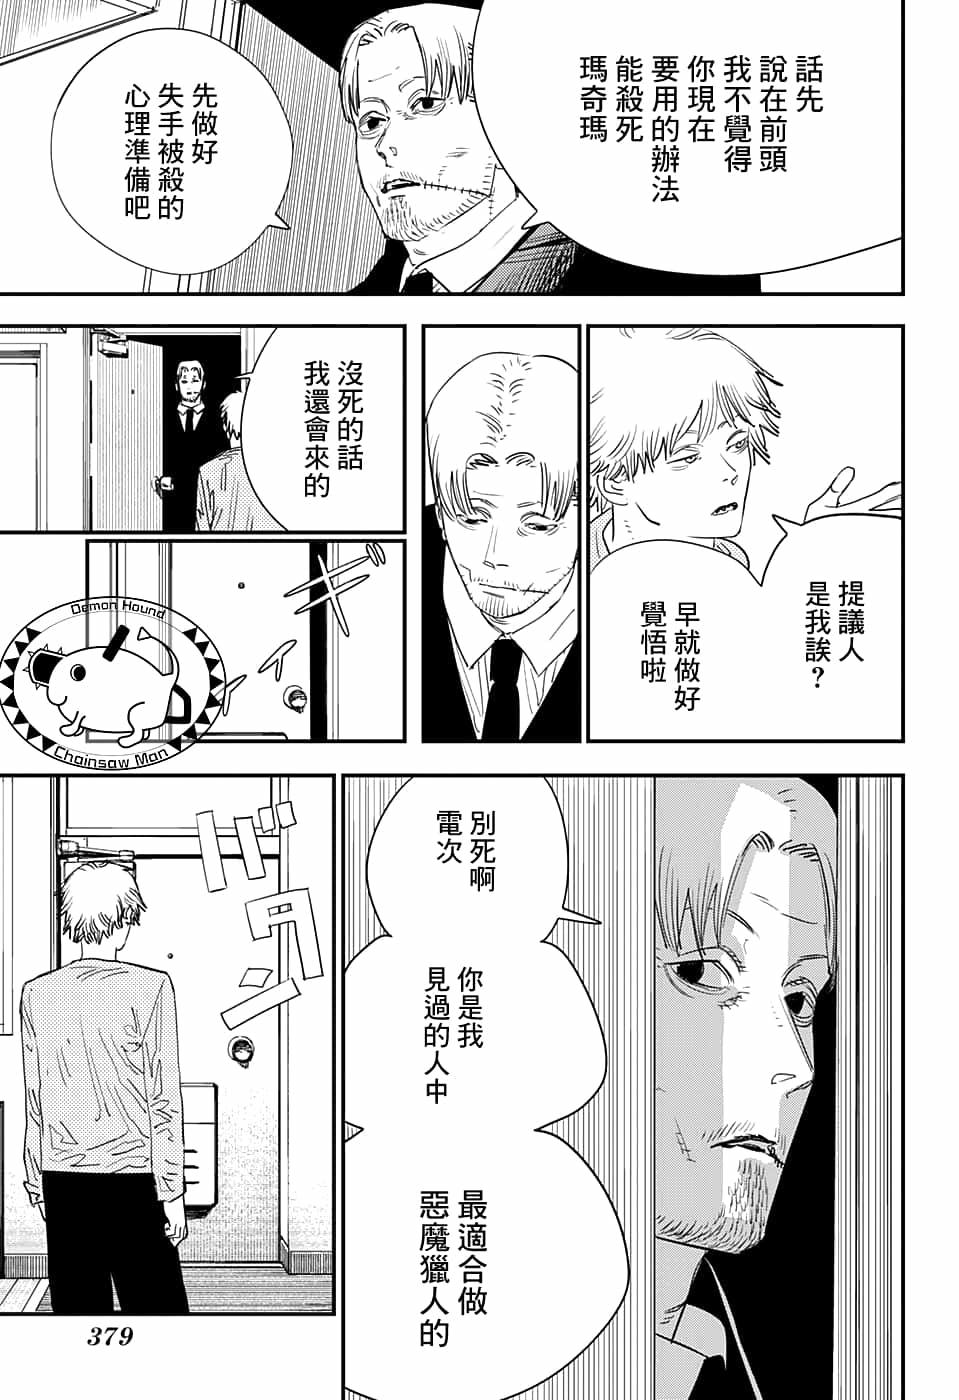 話先
說在前頭
我不覺得
你現在
要用的辦法
能殺死
瑪奇瑪
先做好
失手被殺的
心理準備吧
提議人
是我誒?
早就做好
覺悟啦
沒死的話
我還會來的
ギィ
Demon Hound
Chainsaw Man
別死啊
電次
你是我
見過的人中
最適合做
惡魔獵人的
バタン
379